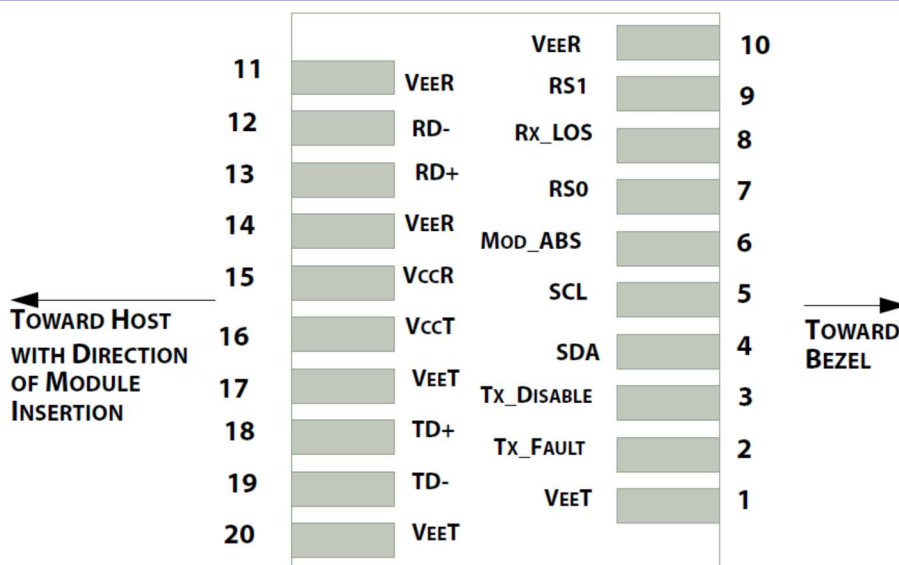 11
VEER
12
RD-
13
RD+
14
VEER
15
VCCR
16
VCCT
17
VEET
18
TD+
19
TD-
20
VEET
VEER
10
RS1
9
RX_LOS
8
RS0
7
MOD_ABS
6
SCL
5
SDA
4
TX_DISABLE
3
TX_FAULT
2
VEET
1
TOWARD HOST
WITH DIRECTION
OF MODULE
INSERTION
TOWARD
BEZEL